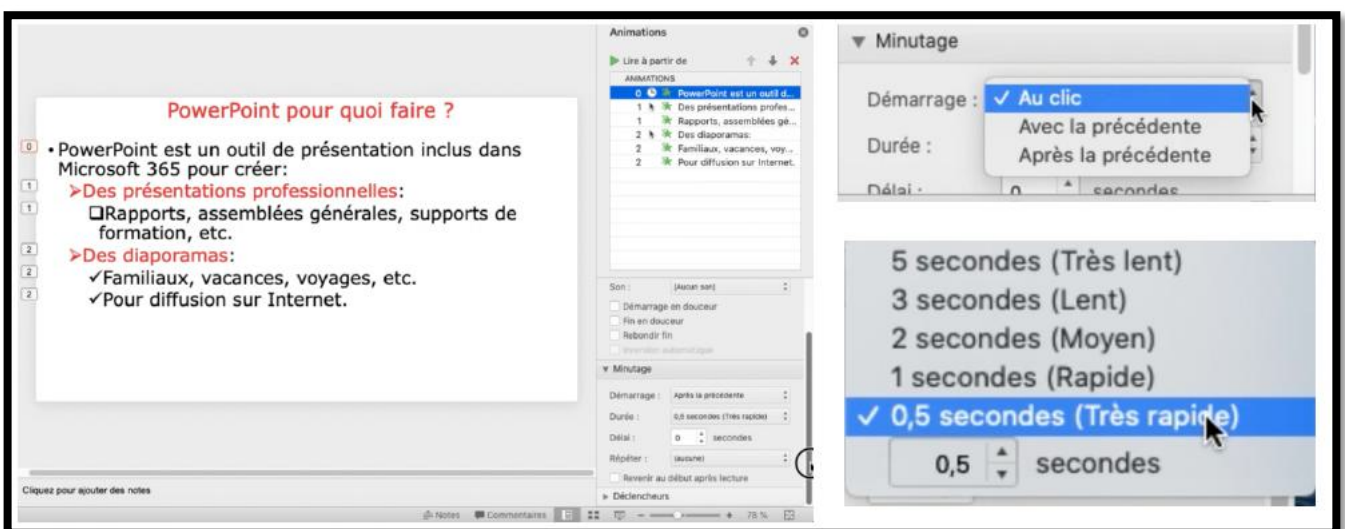 PowerPoint pour quoi faire ?
0
• PowerPoint est un outil de présentation inclus dans
Microsoft 365 pour créer:
1
➢Des présentations professionnelles:
1
❑Rapports, assemblées générales, supports de
formation, etc.
2
➢Des diaporamas:
2
✓Familiaux, vacances, voyages, etc.
2
✓Pour diffusion sur Internet.
Cliquez pour ajouter des notes
Notes Commentaires 78 %
Animations
Lire à partir de
ANIMATIONS
0 PowerPoint est un outil d...
1 Des présentations profes...
1 Rapports, assemblées gé...
2 Des diaporamas:
2 Familiaux, vacances, voy...
2 Pour diffusion sur Internet.
Son : (Aucun son)
Démarrage en douceur
Fin en douceur
Rebondir fin
Inversion automatique
▼ Minutage
Démarrage : Après la précédente
Durée : 0,5 secondes (Très rapide)
Délai : 0 secondes
Répéter : (aucune)
Revenir au début après lecture
▶ Déclencheurs
▼ Minutage
Démarrage : ✓ Au clic
Avec la précédente
Durée :
Après la précédente
Délai : 0 secondes
5 secondes (Très lent)
3 secondes (Lent)
2 secondes (Moyen)
1 secondes (Rapide)
✓ 0,5 secondes (Très rapide)
0,5 secondes